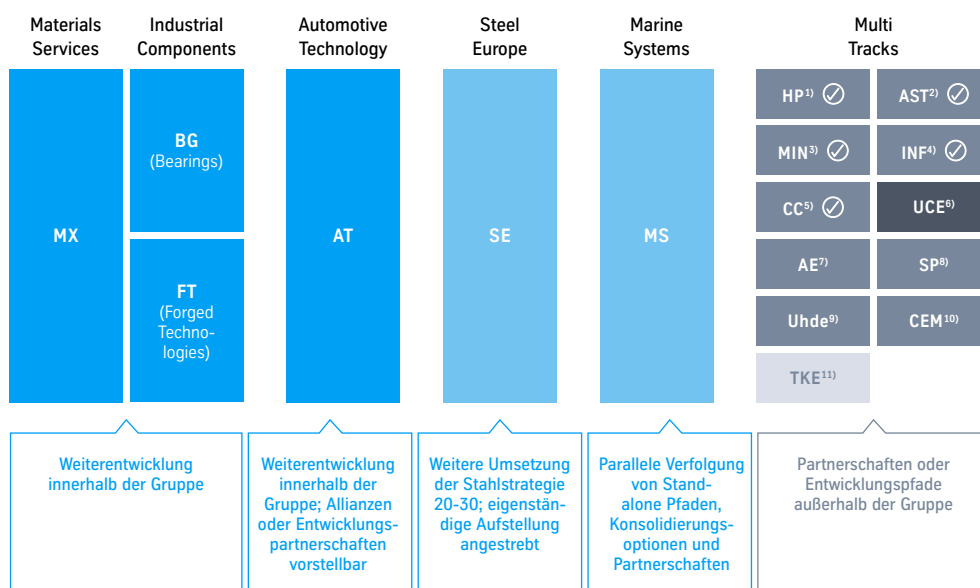 Materials
Services
Industrial
Components
Automotive
Technology
Steel
Europe
Marine
Systems
Multi
Tracks
MX
BG
(Bearings)
FT
(Forged
Techno-
logies)
AT
SE
MS
HP¹⁾
AST²⁾
MIN³⁾
INF⁴⁾
CC⁵⁾
UCE⁶⁾
AE⁷⁾
SP⁸⁾
Uhde⁹⁾
CEM¹⁰⁾
TKE¹¹⁾
Weiterentwicklung
innerhalb der Gruppe
Weiterentwicklung
innerhalb der
Gruppe; Allianzen
oder Entwicklungs-
partnerschaften
vorstellbar
Weitere Umsetzung
der Stahlstrategie
20-30; eigenstän-
dige Aufstellung
angestrebt
Parallele Verfolgung
von Stand-
alone Pfaden,
Konsolidierungs-
optionen und
Partnerschaften
Partnerschaften oder
Entwicklungspfade
außerhalb der Gruppe